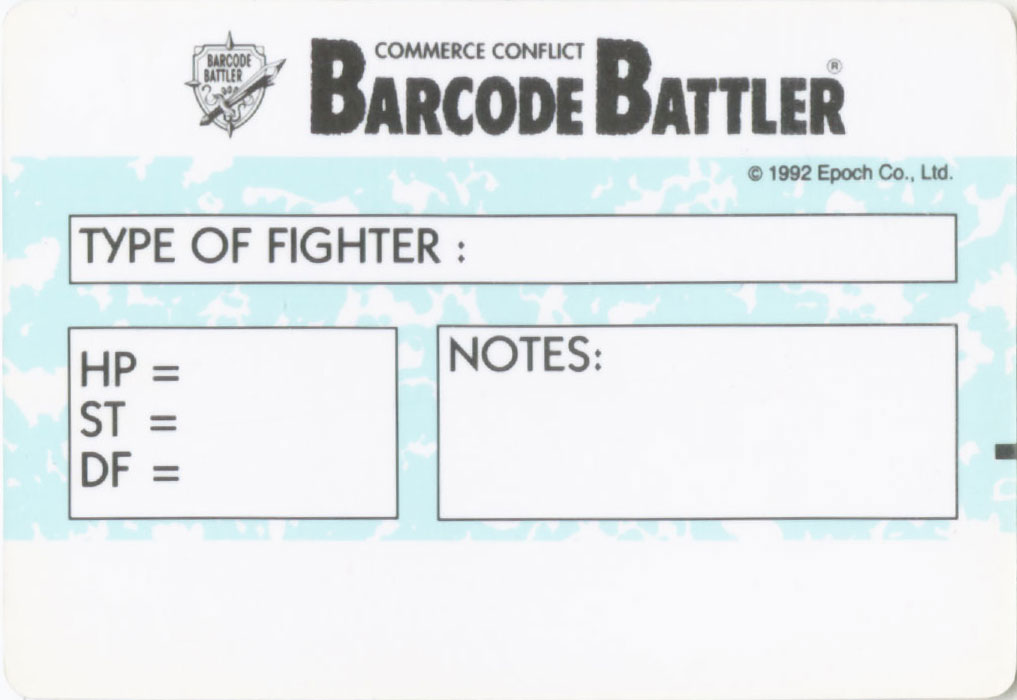 BARCODE
BATTLER
COMMERCE CONFLICT
BARCODE BATTLER®
© 1992 Epoch Co., Ltd.
TYPE OF FIGHTER :
HP =
ST =
DF =
NOTES: